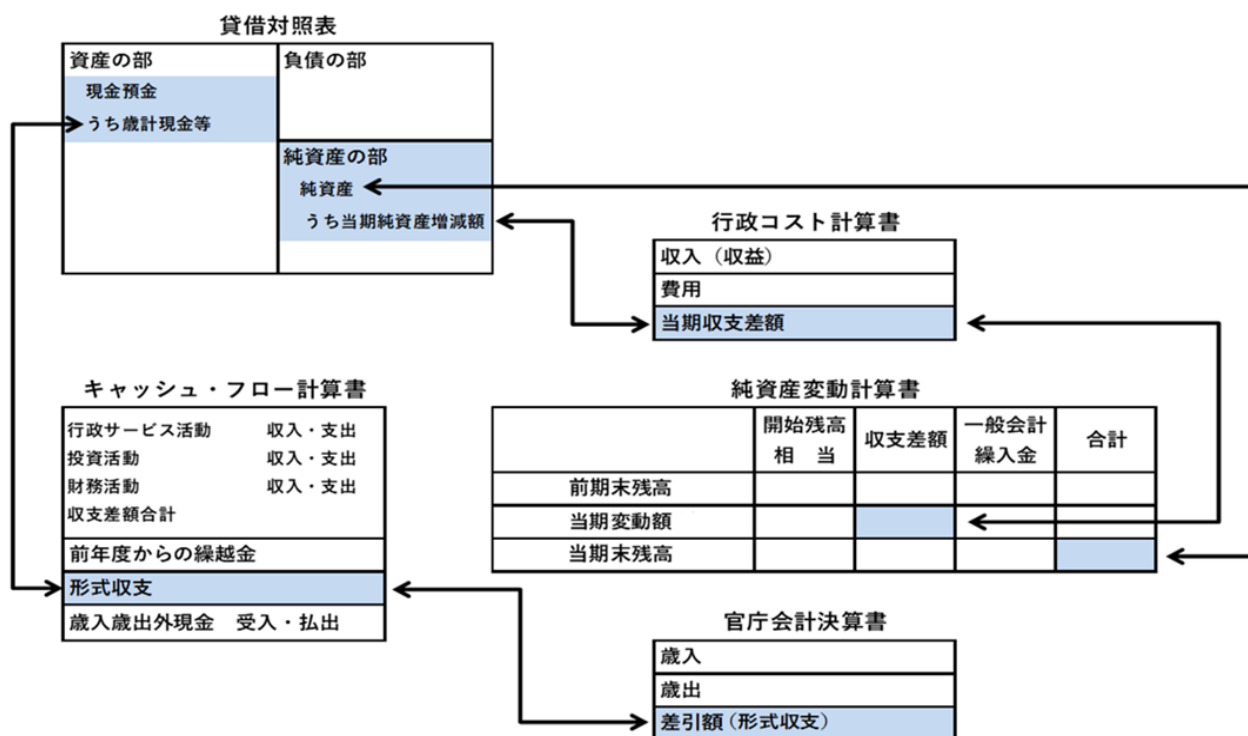 貸借対照表
資産の部
現金預金
うち歳計現金等
負債の部
純資産の部
純資産
うち当期純資産増減額
行政コスト計算書
収入（収益）
費用
当期収支差額
キャッシュ・フロー計算書
行政サービス活動 収入・支出
投資活動 収入・支出
財務活動 収入・支出
収支差額合計
前年度からの繰越金
形式収支
歳入歳出外現金 受入・払出
純資産変動計算書
開始残高
相 当
収支差額
一般会計
繰入金
合計
前期末残高
当期変動額
当期末残高
官庁会計決算書
歳入
歳出
差引額（形式収支）